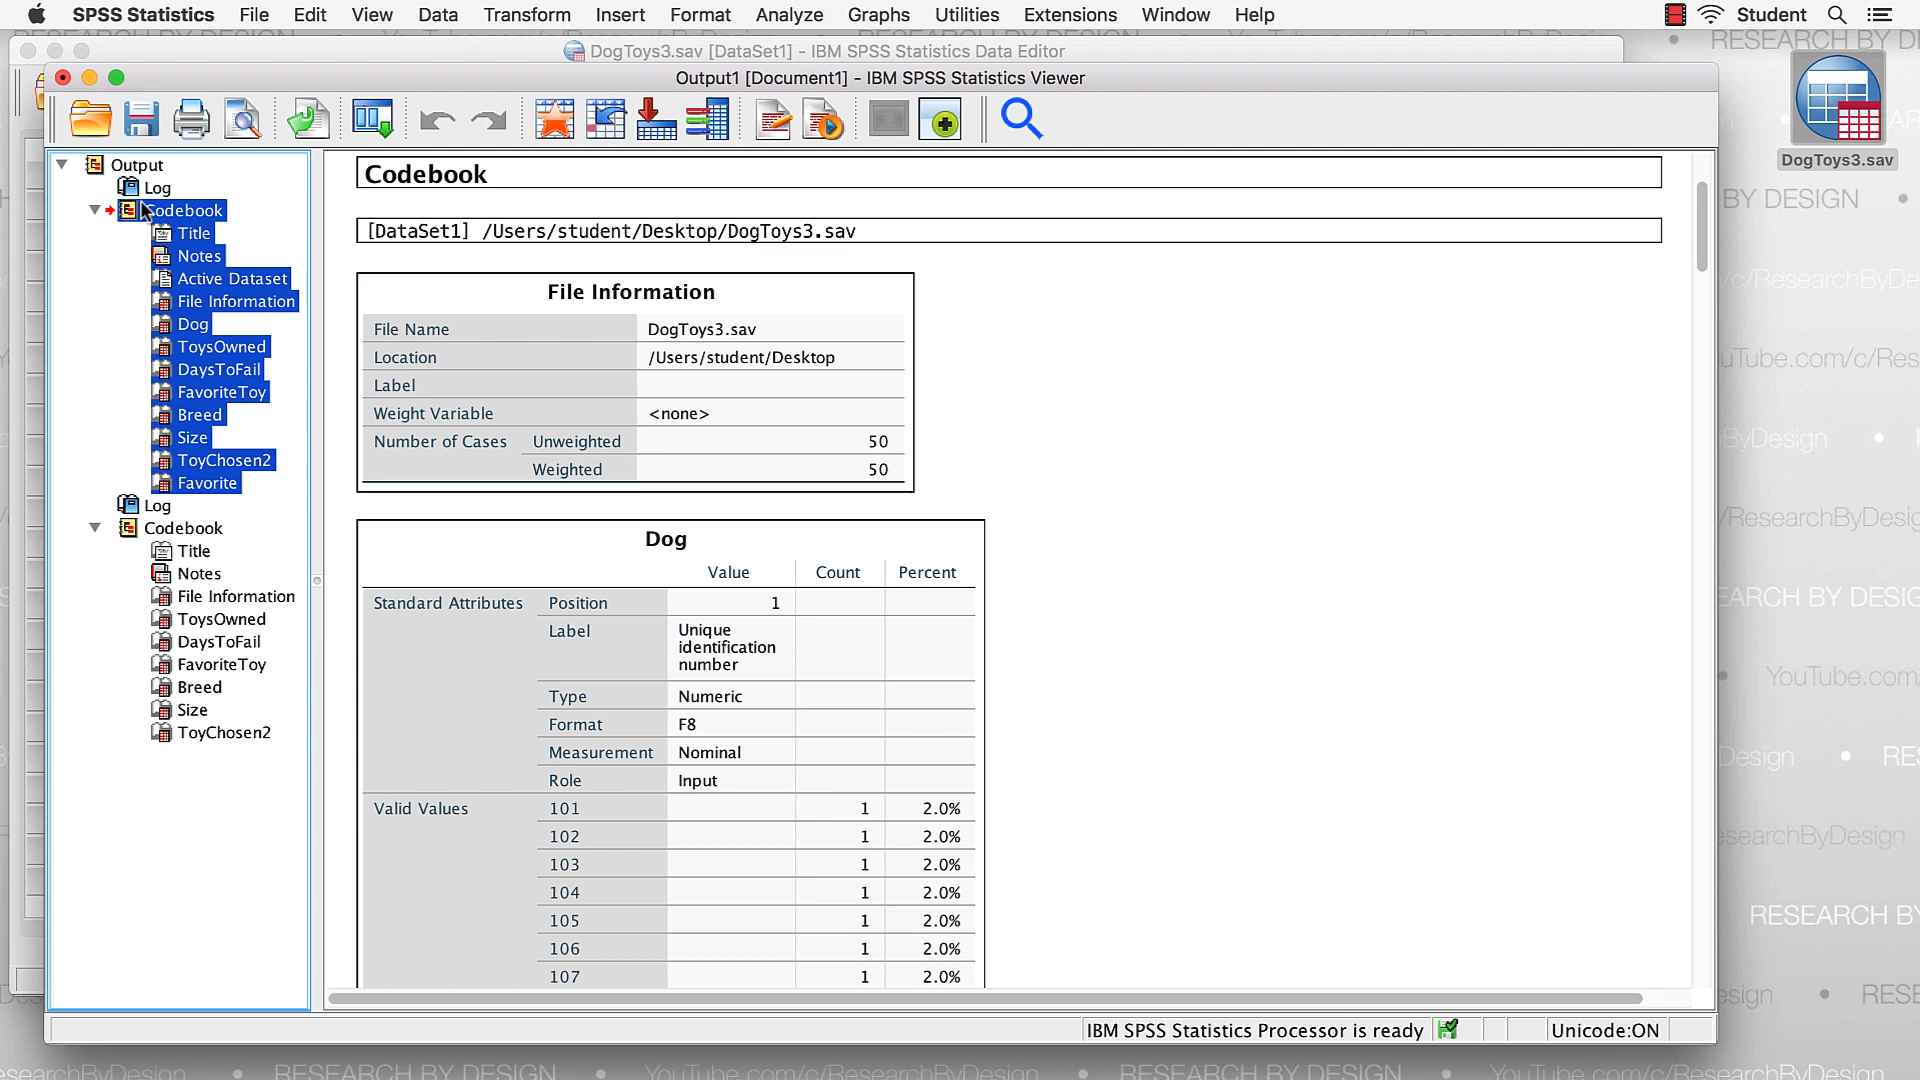 SPSS Statistics File Edit View Data Transform Insert Format Analyze Graphs Utilities Extensions Window Help Student
DogToys3.sav [DataSet1] - IBM SPSS Statistics Data Editor
Output1 [Document1] - IBM SPSS Statistics Viewer
DogToys3.sav
Output
Log
Codebook
Title
Notes
Active Dataset
File Information
Dog
ToysOwned
DaysToFail
FavoriteToy
Breed
Size
ToyChosen2
Favorite
Log
Codebook
Title
Notes
File Information
ToysOwned
DaysToFail
FavoriteToy
Breed
Size
ToyChosen2
Codebook
[DataSet1] /Users/student/Desktop/DogToys3.sav
File Information
File Name DogToys3.sav
Location /Users/student/Desktop
Label
Weight Variable <none>
Number of Cases Unweighted 50
Weighted 50
Dog
Value Count Percent
Standard Attributes Position 1
Label Unique
identification
number
Type Numeric
Format F8
Measurement Nominal
Role Input
Valid Values 101 1 2.0%
102 1 2.0%
103 1 2.0%
104 1 2.0%
105 1 2.0%
106 1 2.0%
107 1 2.0%
IBM SPSS Statistics Processor is ready Unicode:ON
RESEARCH BY DESIGN • YouTube.com/c/ResearchByDesign • RESEARCH BY DESIGN • YouTube.com/c/ResearchByDesign